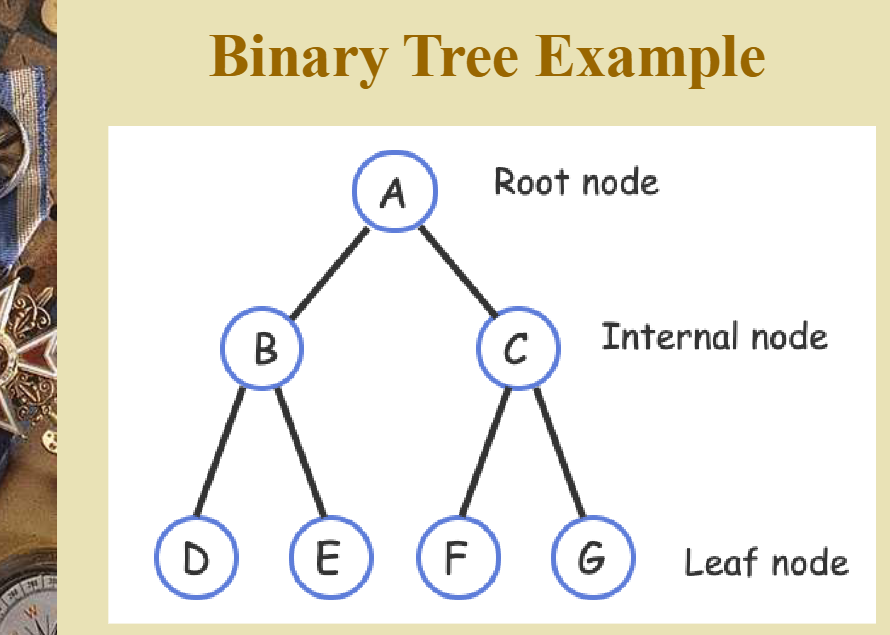 Binary Tree Example
A
Root node
B
C
Internal node
D
E
F
G
Leaf node
W